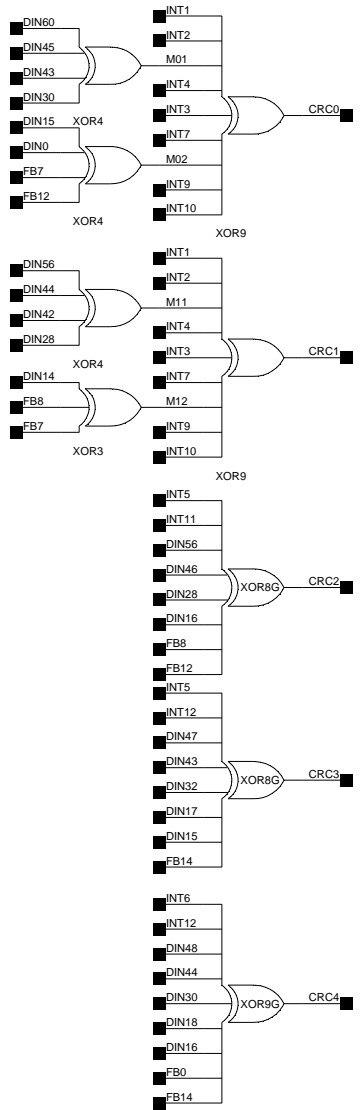 DIN60
DIN45
DIN43
DIN30
XOR4
DIN15
DIN0
FB7
FB12
XOR4
INT1
INT2
M01
INT4
INT3
INT7
M02
INT9
INT10
XOR9
CRC0
DIN56
DIN44
DIN42
DIN28
XOR4
DIN14
FB8
FB7
XOR3
INT1
INT2
M11
INT4
INT3
INT7
M12
INT9
INT10
XOR9
CRC1
INT5
INT11
DIN56
DIN46
DIN28
DIN16
FB8
FB12
XOR8G
CRC2
INT5
INT12
DIN47
DIN43
DIN32
DIN17
DIN15
FB14
XOR8G
CRC3
INT6
INT12
DIN48
DIN44
DIN30
DIN18
DIN16
FB0
FB14
XOR9G
CRC4